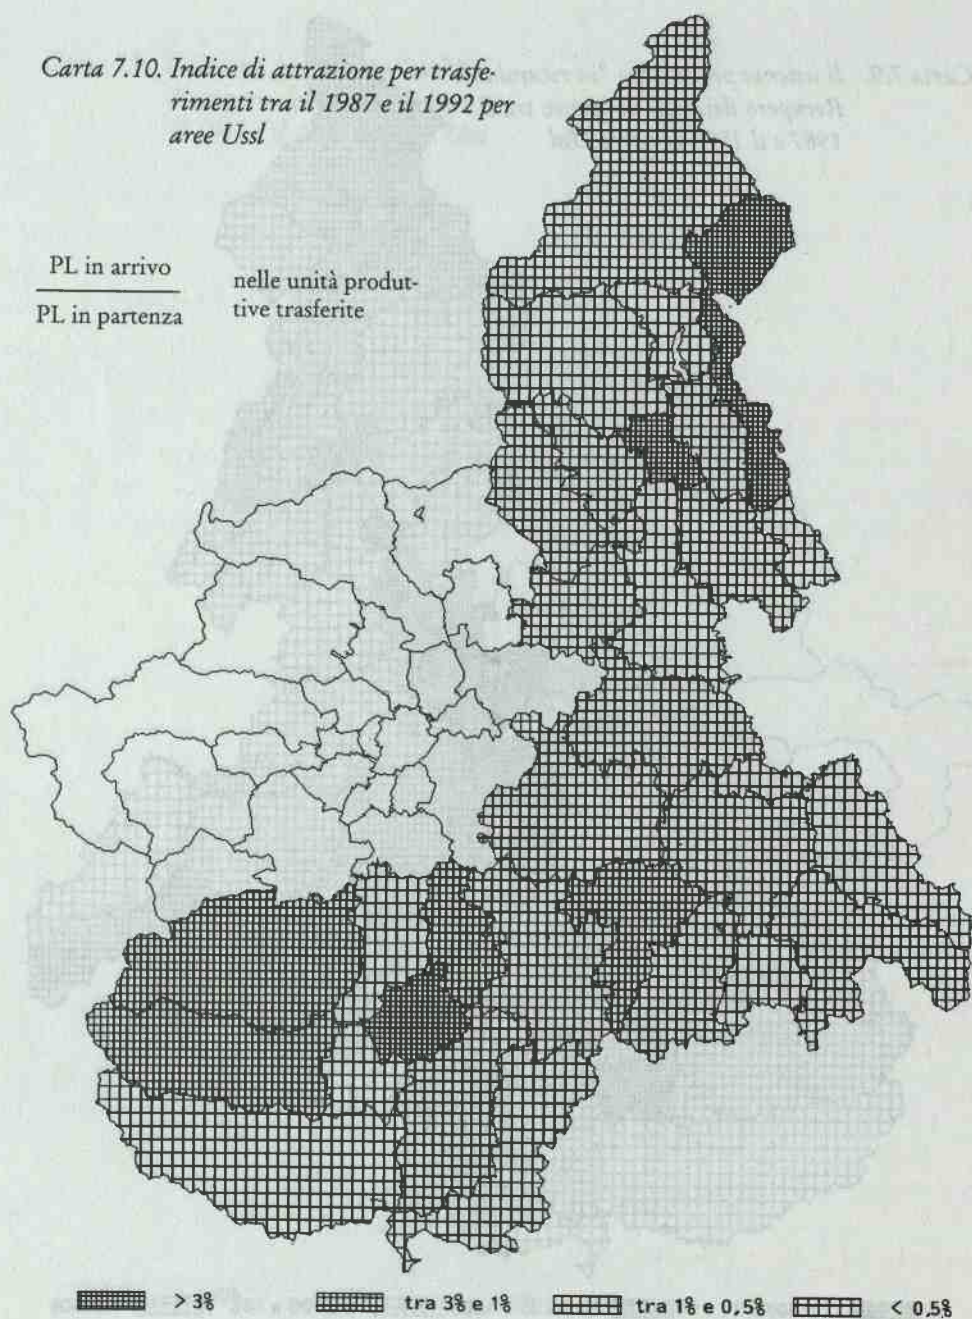 Carta 7.10. Indice di attrazione per trasfe-
rimenti tra il 1987 e il 1992 per
aree Ussl
PL in arrivo
PL in partenza
nelle unità produt-
tive trasferite
> 3%
tra 3% e 1%
tra 1% e 0,5%
< 0,5%